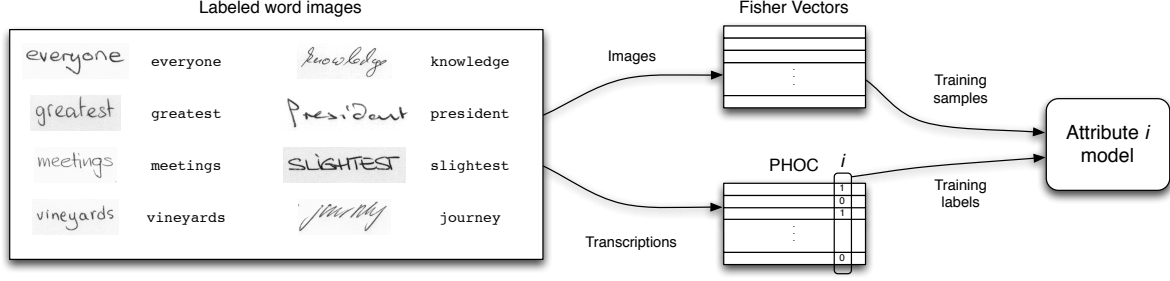 Labeled word images
everyone everyone knowledge knowledge
greatest greatest President president
meetings meetings SLIGHTEST slightest
vineyards vineyards journey journey
Images
Transcriptions
Fisher Vectors
PHOC i
1
0
1
0
Training
samples
Training
labels
Attribute i
model